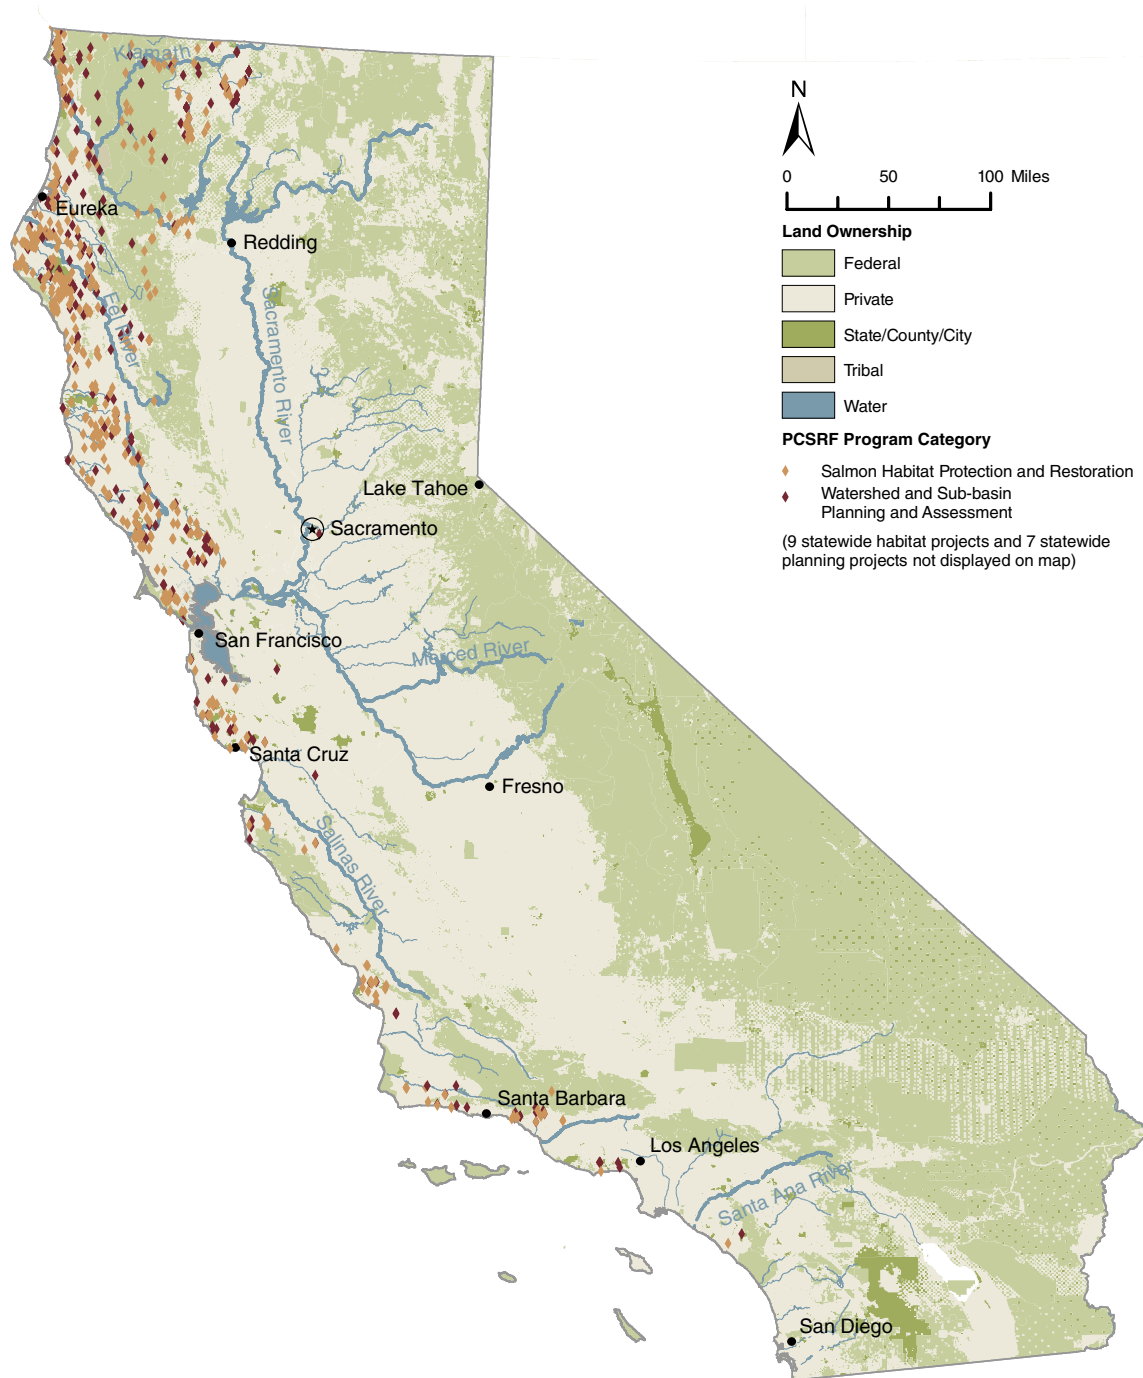 Klamath
N
0 50 100 Miles
Eureka
Land Ownership
Redding
Federal
Sacramento River
Private
Eel River
State/County/City
Tribal
Water
PCSRF Program Category
Salmon Habitat Protection and Restoration
Lake Tahoe
Watershed and Sub-basin
Planning and Assessment
Sacramento
(9 statewide habitat projects and 7 statewide
planning projects not displayed on map)
San Francisco
Merced River
Santa Cruz
Fresno
Salinas River
Santa Barbara
Los Angeles
Santa Ana River
San Diego